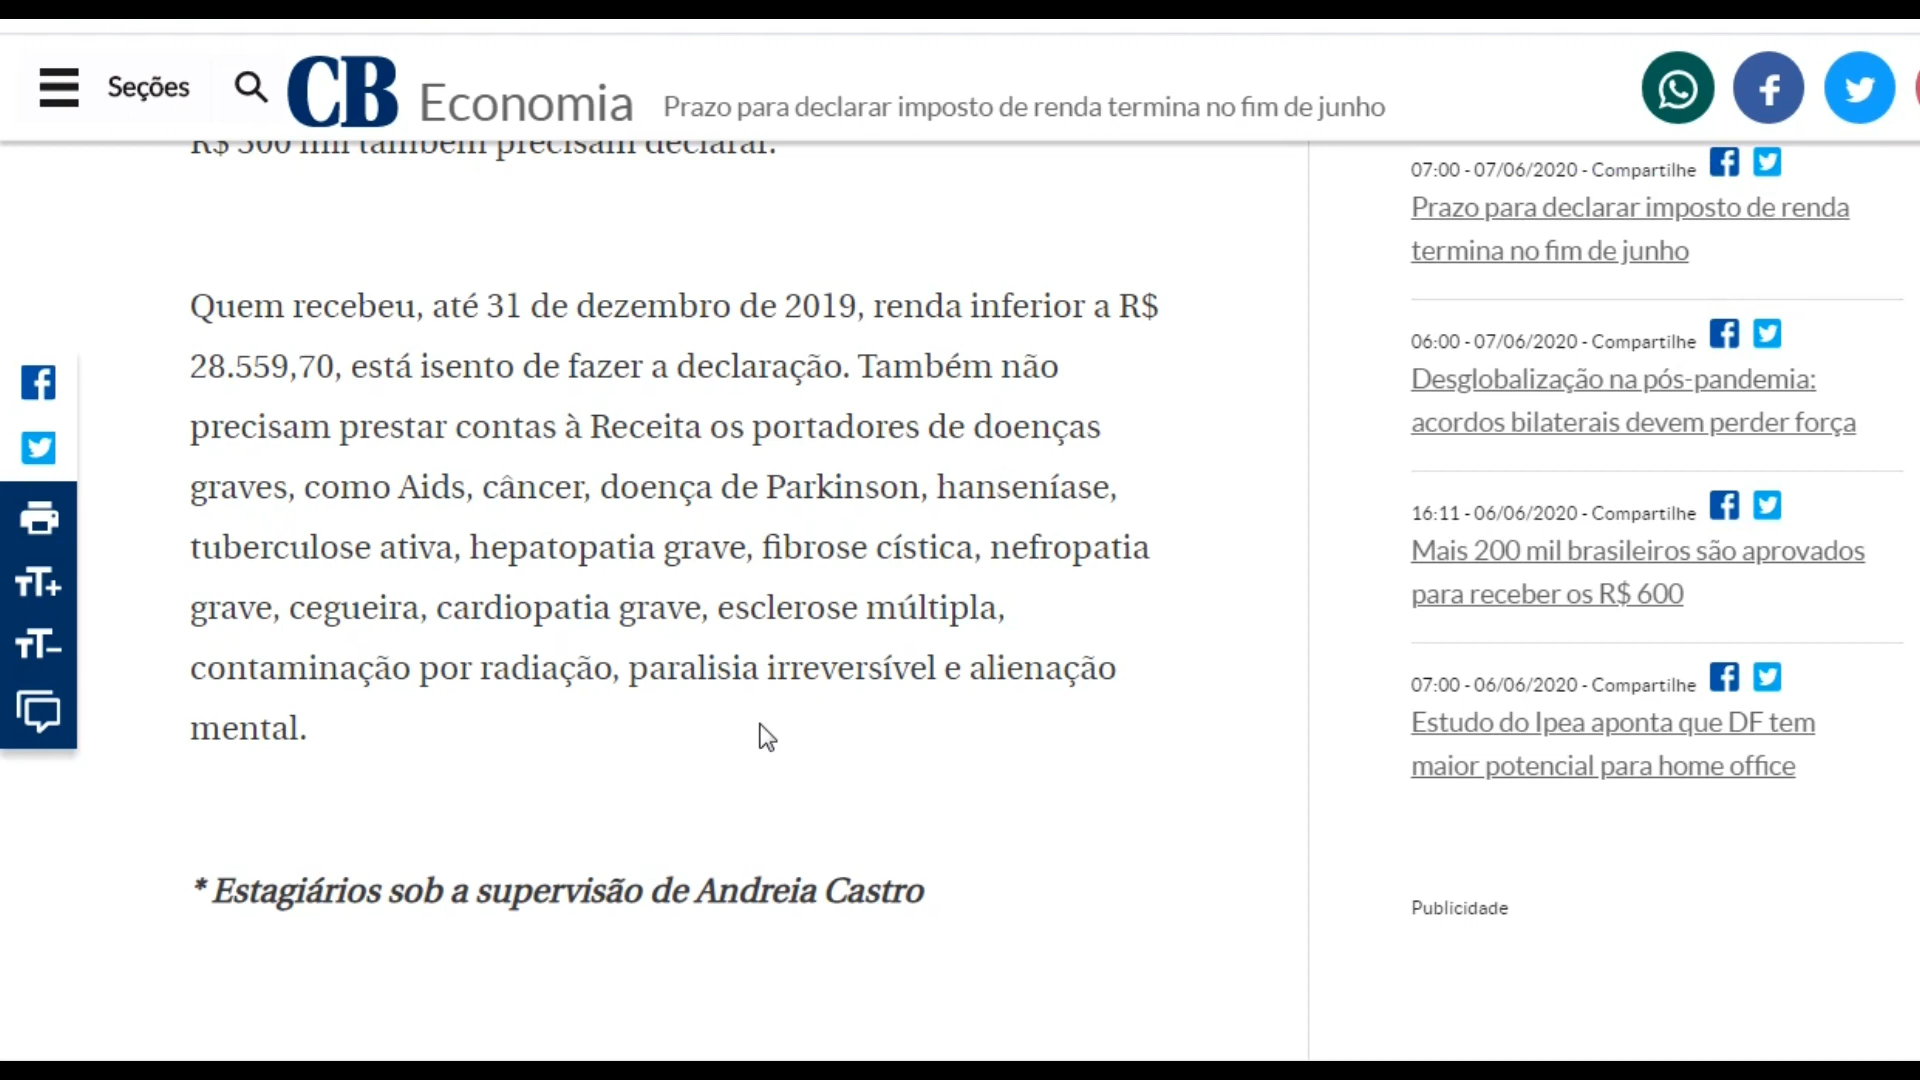 Seções
CB
Economia
Prazo para declarar imposto de renda termina no fim de junho
R$ 300 mil também precisam declarar.
Quem recebeu, até 31 de dezembro de 2019, renda inferior a R$
28.559,70, está isento de fazer a declaração. Também não
precisam prestar contas à Receita os portadores de doenças
graves, como Aids, câncer, doença de Parkinson, hanseníase,
tuberculose ativa, hepatopatia grave, fibrose cística, nefropatia
grave, cegueira, cardiopatia grave, esclerose múltipla,
contaminação por radiação, paralisia irreversível e alienação
mental.
* Estagiários sob a supervisão de Andreia Castro
07:00 - 07/06/2020 - Compartilhe
Prazo para declarar imposto de renda
termina no fim de junho
06:00 - 07/06/2020 - Compartilhe
Desglobalização na pós-pandemia:
acordos bilaterais devem perder força
16:11 - 06/06/2020 - Compartilhe
Mais 200 mil brasileiros são aprovados
para receber os R$ 600
07:00 - 06/06/2020 - Compartilhe
Estudo do Ipea aponta que DF tem
maior potencial para home office
Publicidade